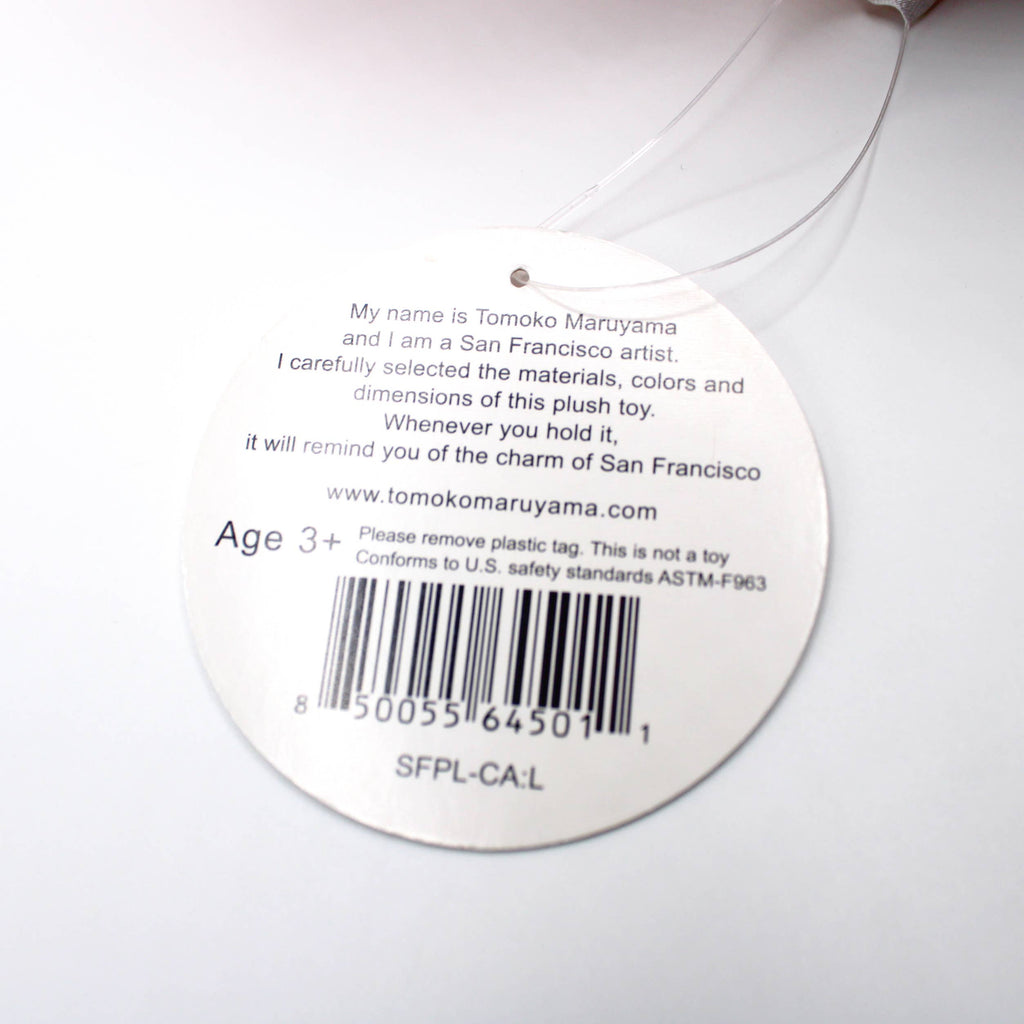 My name is Tomoko Maruyama
and I am a San Francisco artist.
I carefully selected the materials, colors and
dimensions of this plush toy.
Whenever you hold it,
it will remind you of the charm of San Francisco
www.tomokomaruyama.com
Age 3+
Please remove plastic tag. This is not a toy
Conforms to U.S. safety standards ASTM-F963
8 50055 64501 1
SFPL-CA:L